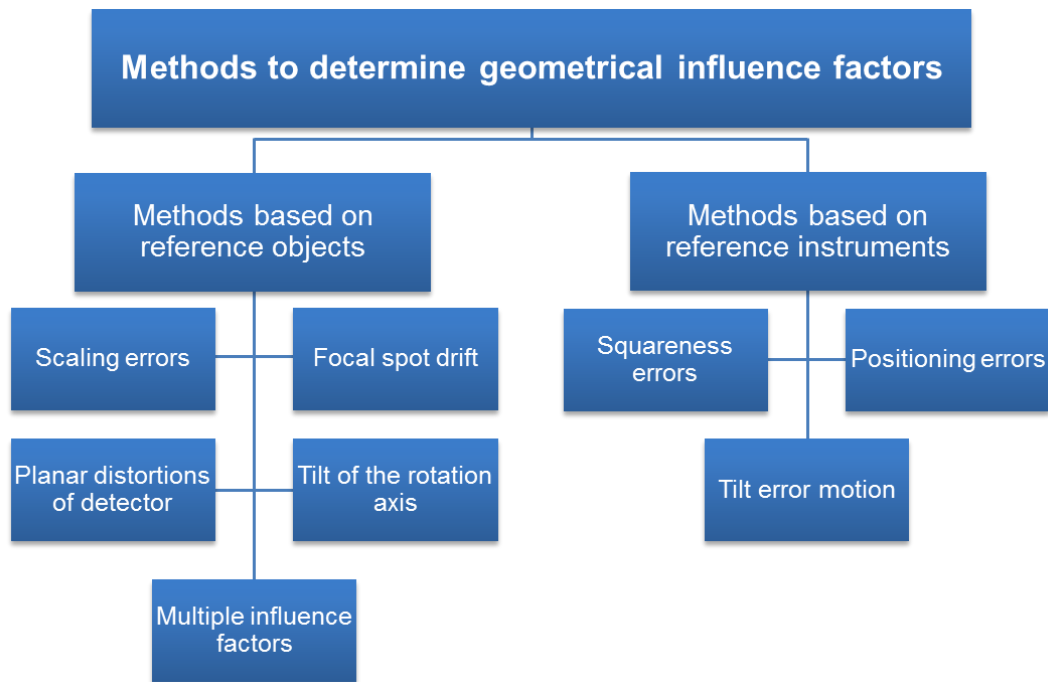 Methods to determine geometrical influence factors
Methods based on
reference objects
Methods based on
reference instruments
Scaling errors
Focal spot drift
Squareness
errors
Positioning errors
Planar distortions
of detector
Tilt of the rotation
axis
Tilt error motion
Multiple influence
factors